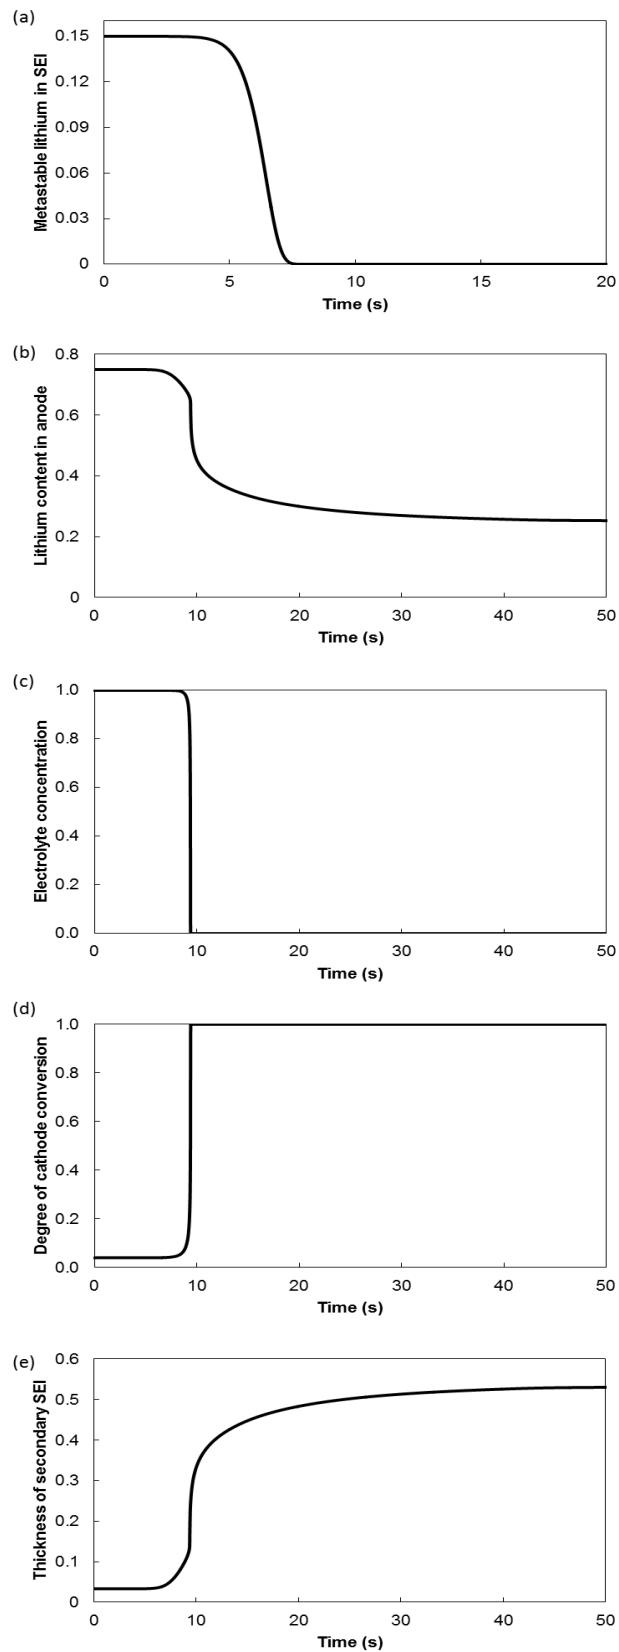 (a)
Metastable lithium in SEI
0.15
0.12
0.09
0.06
0.03
0
0 5 10 15 20
Time (s)
(b)
Lithium content in anode
0.8
0.6
0.4
0.2
0
0 10 20 30 40 50
Time (s)
(c)
Electrolyte concentration
1.0
0.8
0.6
0.4
0.2
0.0
0 10 20 30 40 50
Time (s)
(d)
Degree of cathode conversion
1.0
0.8
0.6
0.4
0.2
0.0
0 10 20 30 40 50
Time (s)
(e)
Thickness of secondary SEI
0.6
0.5
0.4
0.3
0.2
0.1
0
0 10 20 30 40 50
Time (s)